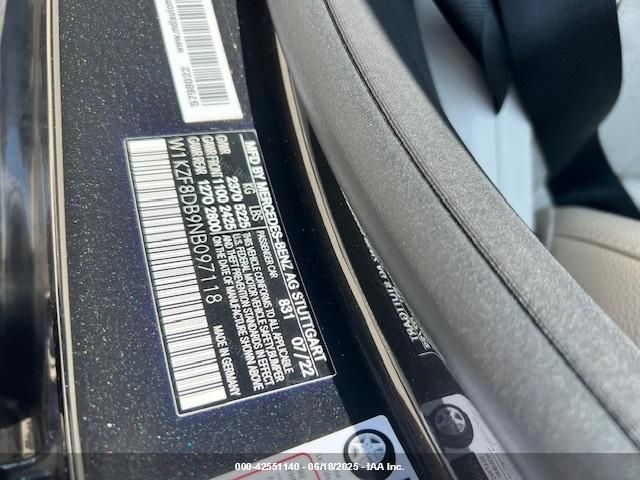 MFD. BY MERCEDES-BENZ AG STUTTGART
KG LBS 831 07/22
GVWR 2370 5225 PASSENGER CAR
GAWR FRONT 1100 2425 THIS VEHICLE CONFORMS TO ALL APPLICABLE
GAWR REAR 1270 2800 U.S. FEDERAL MOTOR VEHICLE SAFETY, BUMPER
AND THEFT PREVENTION STANDARDS IN EFFECT
ON THE DATE OF MANUFACTURE SHOWN ABOVE
W1KZF8DB9NB097118 MADE IN GERMANY
5798022
000-42551140 - 06/18/2025 - IAA Inc.